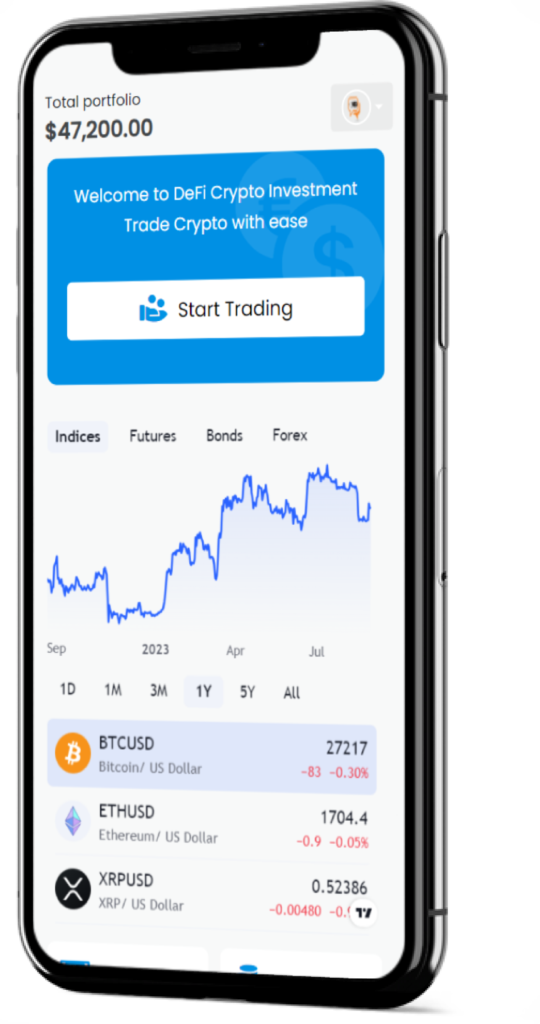 Total portfolio
$47,200.00
Welcome to DeFi Crypto Investment
Trade Crypto with ease
Start Trading
Indices Futures Bonds Forex
Sep 2023 Apr Jul
1D 1M 3M 1Y 5Y All
BTCUSD 27217
Bitcoin/ US Dollar −83 −0.30%
ETHUSD 1704.4
Ethereum/ US Dollar −0.9 −0.05%
XRPUSD 0.52386
XRP/ US Dollar −0.00480